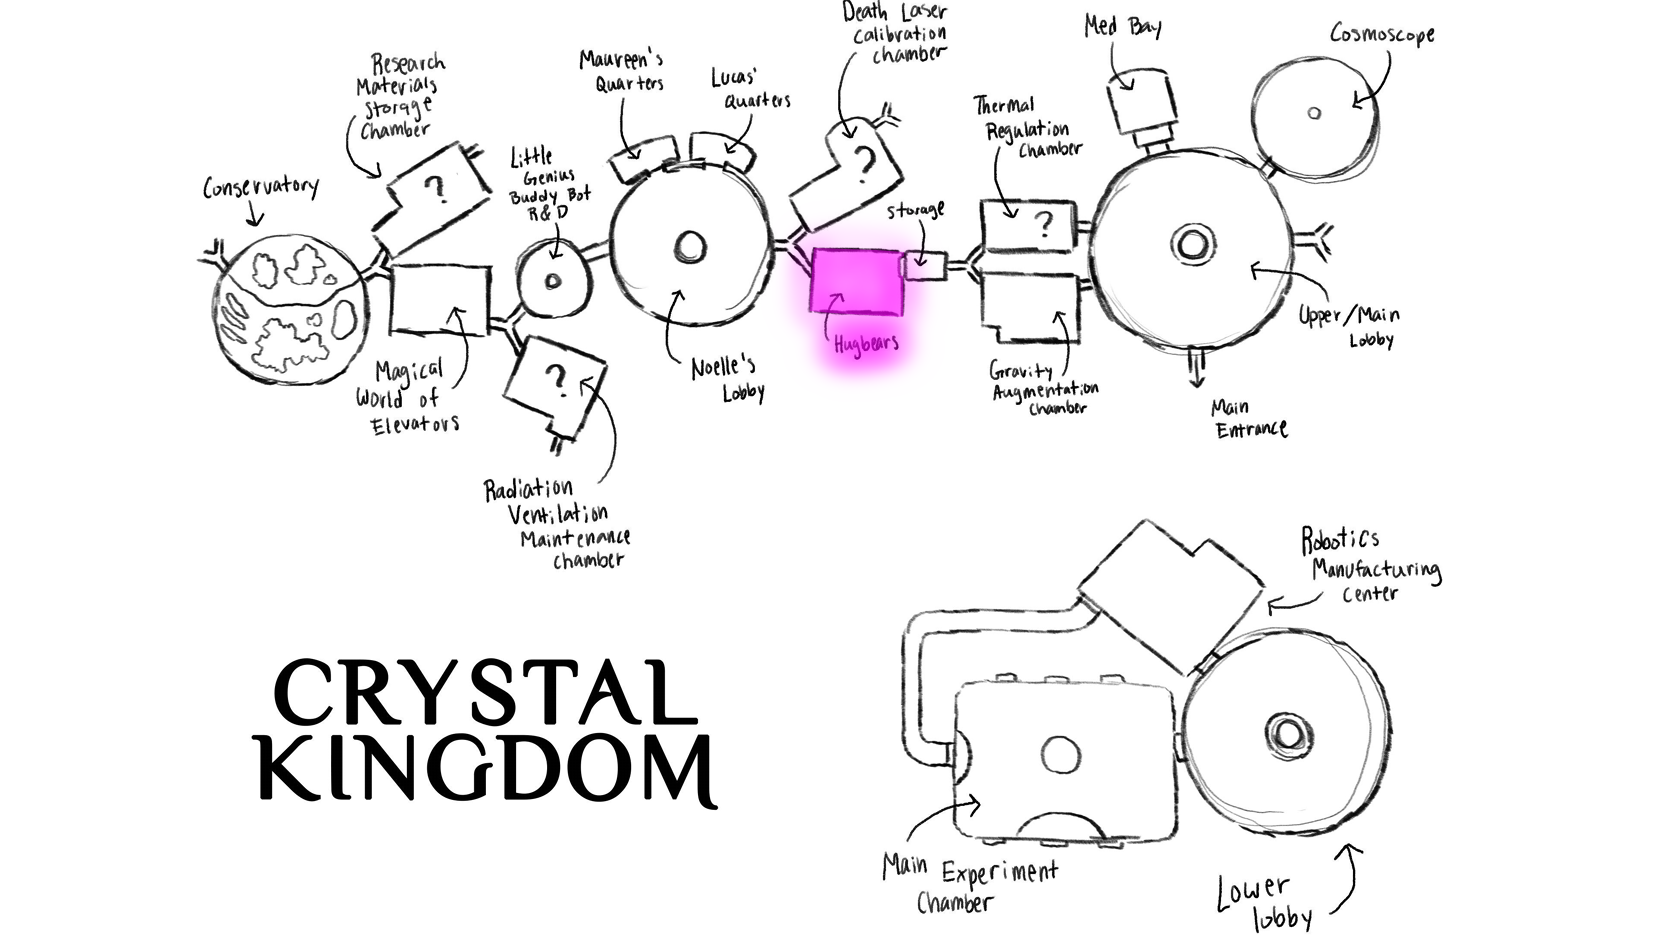 Death Laser
Calibration
Chamber
Med Bay
Cosmoscope
Research
Materials
Storage
Chamber
Maureen's
Quarters
Lucas'
Quarters
Thermal
Regulation
Chamber
Little
Genius
Buddy Bot
R&D
Conservatory
?
?
Storage
?
Hugbears
Upper/Main
Lobby
Magical
World of
Elevators
?
Noelle's
Lobby
Gravity
Augmentation
Chamber
Main
Entrance
Radiation
Ventilation
Maintenance
Chamber
Robotics
Manufacturing
Center
CRYSTAL
KINGDOM
Main Experiment
Chamber
Lower
lobby